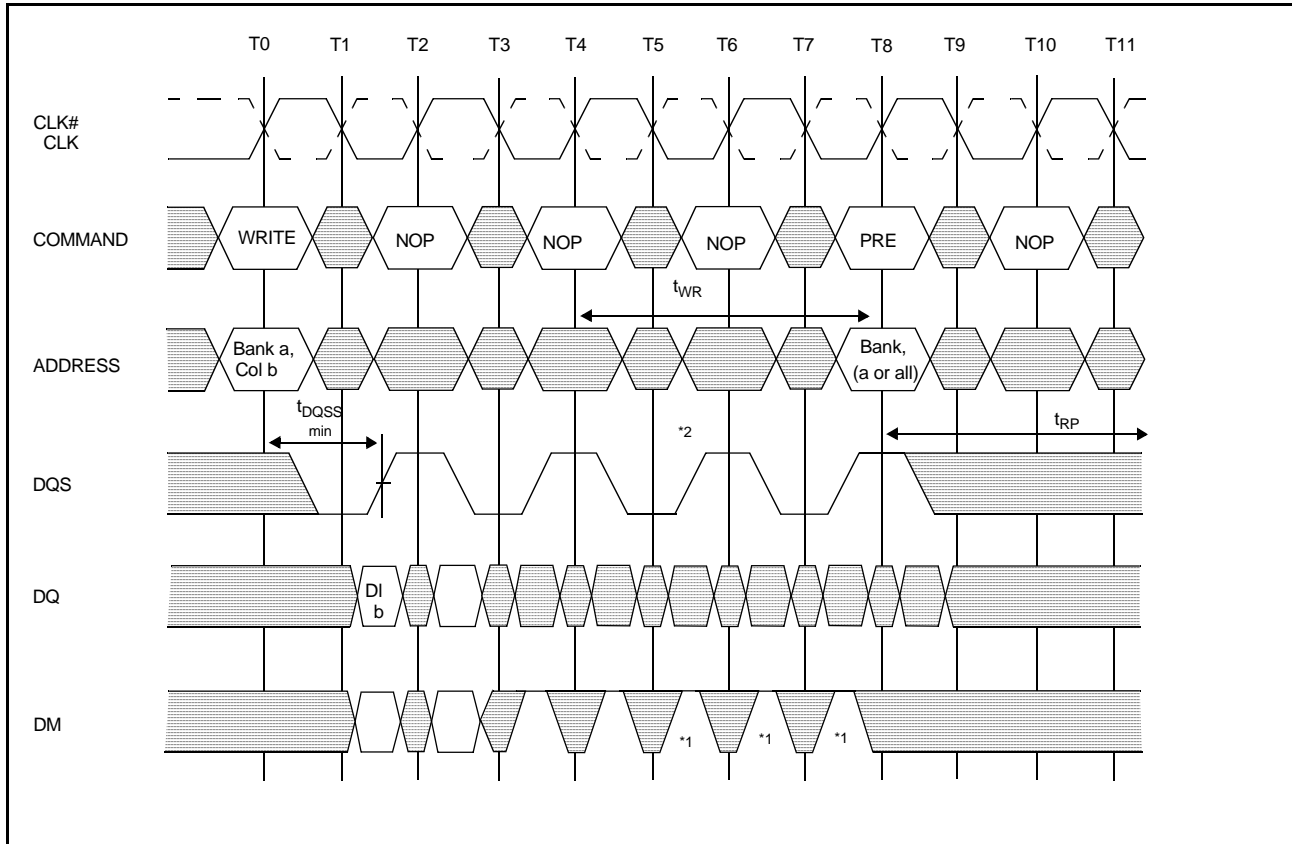 T0 T1 T2 T3 T4 T5 T6 T7 T8 T9 T10 T11
CLK#
CLK
COMMAND
WRITE NOP NOP NOP PRE NOP
tWR
ADDRESS
Bank a,
Col b
Bank,
(a or all)
tDQSS
min
*2
tRP
DQS
DQ
DI
b
DM
*1 *1 *1